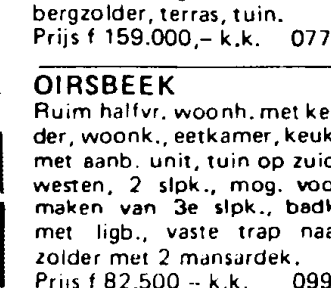 bergzolder, terras, tuin.
Prijs f 159.000,- k.k. 077
OIRSBEEK
Ruim halfvr. woonh. met ke
der, woonk., eetkamer, keuk
met aanb. unit, tuin op zuid
westen, 2 slpk., mog. voo
maken van 3e slpk., badk
met ligb., vaste trap naa
zolder met 2 mansardek.
Prijs f 82.500 -- k.k. 099